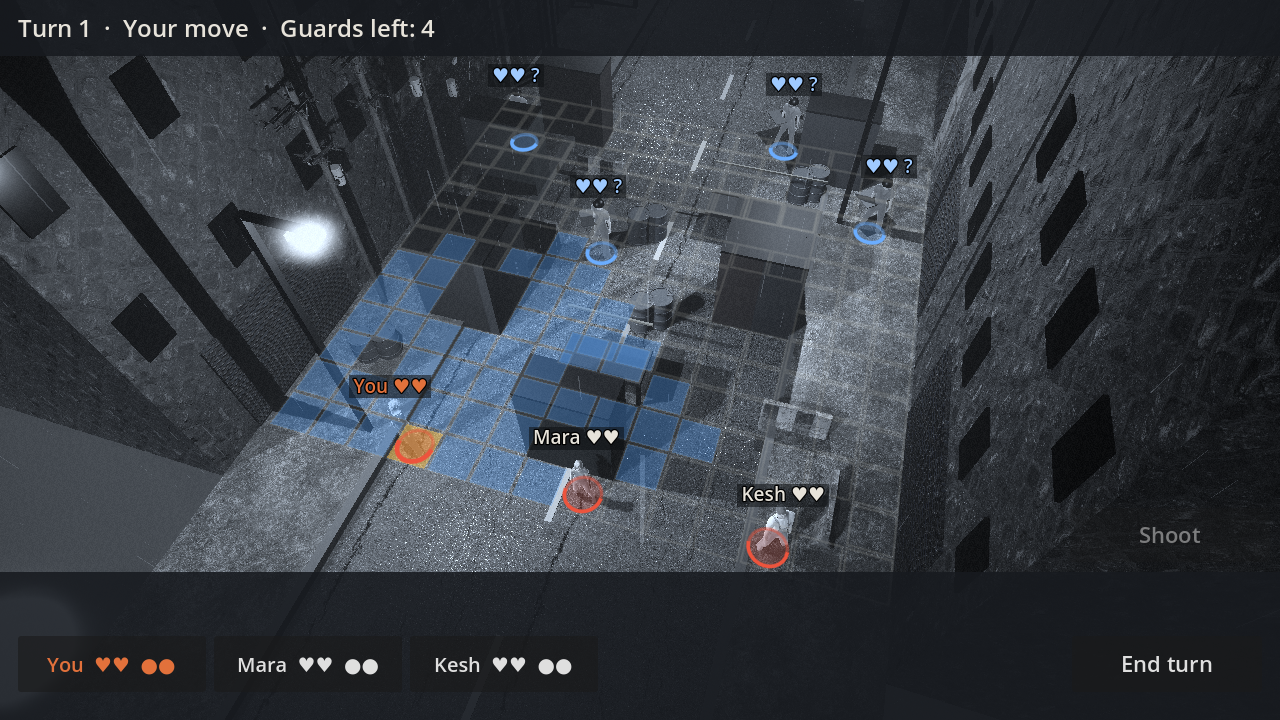 Turn 1 · Your move · Guards left: 4
♥♥ ?
♥♥ ?
♥♥ ?
♥♥ ?
You ♥♥
Mara ♥♥
Kesh ♥♥
Shoot
You ♥♥ ●●
Mara ♥♥ ●●
Kesh ♥♥ ●●
End turn